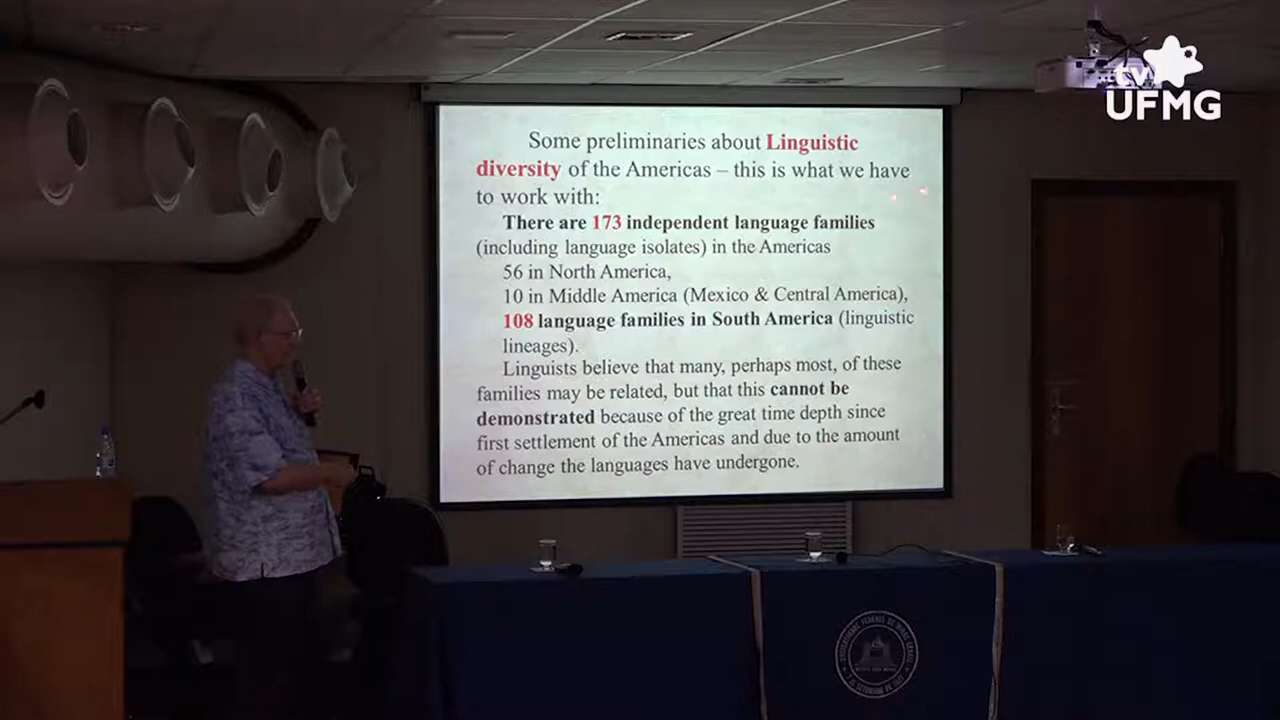 tv
UFMG
Some preliminaries about Linguistic
diversity of the Americas – this is what we have
to work with:
There are 173 independent language families
(including language isolates) in the Americas
56 in North America,
10 in Middle America (Mexico & Central America),
108 language families in South America (linguistic
lineages).
Linguists believe that many, perhaps most, of these
families may be related, but that this cannot be
demonstrated because of the great time depth since
first settlement of the Americas and due to the amount
of change the languages have undergone.